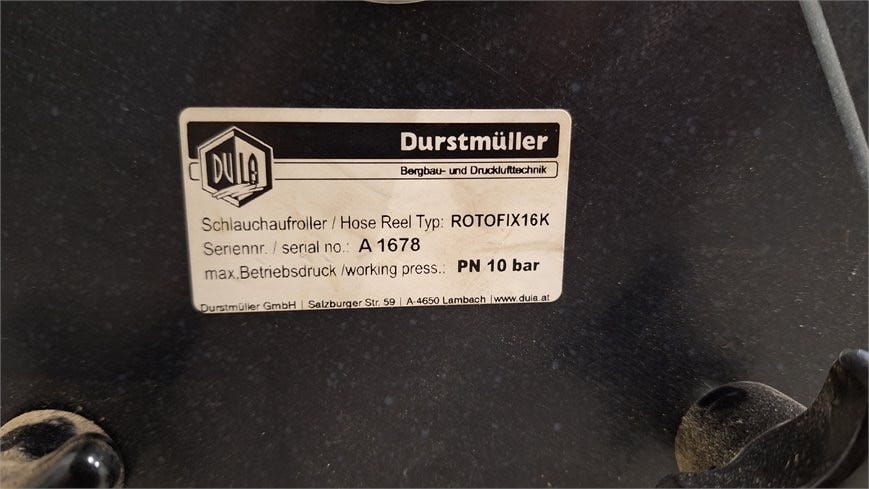 Durstmüller
DULA
Bergbau- und Drucklufttechnik
Schlauchaufroller / Hose Reel Typ: ROTOFIX16K
Seriennr. / serial no.: A 1678
max.Betriebsdruck /working press.: PN 10 bar
Durstmüller GmbH | Salzburger Str. 59 | A-4650 Lambach |www.dula.at